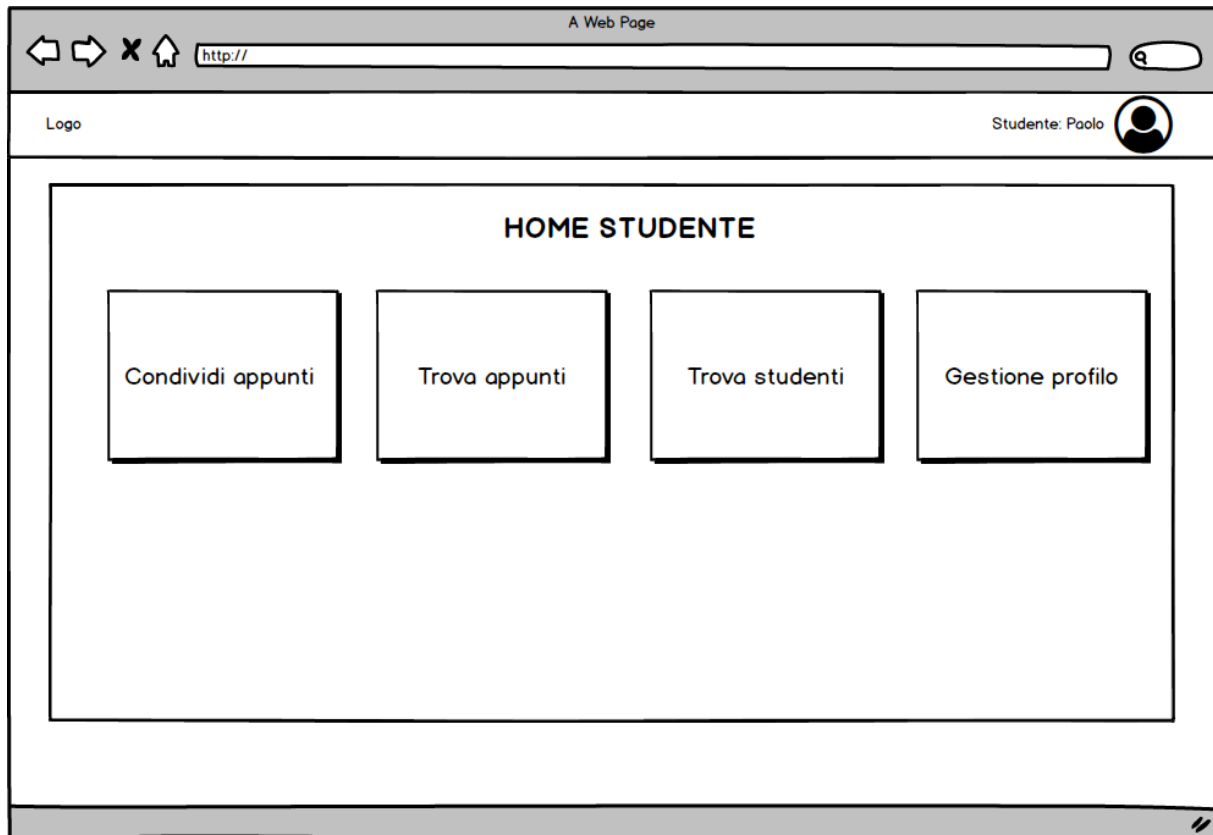 A Web Page
http://
Logo
Studente: Paolo
HOME STUDENTE
Condividi appunti
Trova appunti
Trova studenti
Gestione profilo